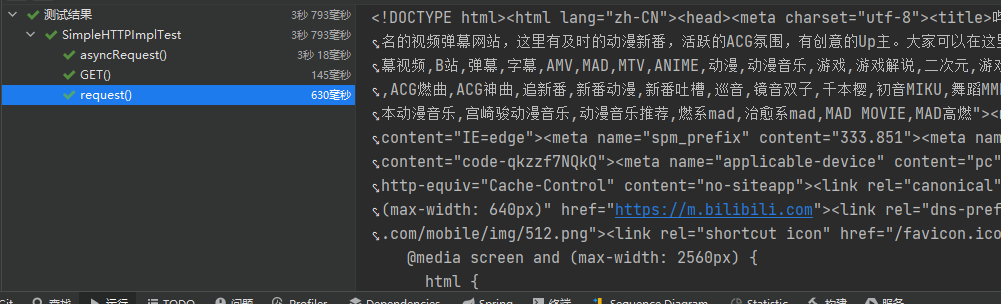 测试结果 3秒 793毫秒
SimpleHTTPImplTest 3秒 793毫秒
asyncRequest() 3秒 18毫秒
GET() 145毫秒
request() 630毫秒
<!DOCTYPE html><html lang="zh-CN"><head><meta charset="utf-8"><title>
名的视频弹幕网站，这里有及时的动漫新番，活跃的ACG氛围，有创意的Up主。大家可以在这里
幕视频,B站,弹幕,字幕,AMV,MAD,MTV,ANIME,动漫,动漫音乐,游戏,游戏解说,二次元,游戏
,ACG燃曲,ACG神曲,追新番,新番动漫,新番吐槽,巡音,镜音双子,千本樱,初音MIKU,舞蹈MM
本动漫音乐,宫崎骏动漫音乐,动漫音乐推荐,燃系mad,治愈系mad,MAD MOVIE,MAD高燃"><m
content="IE=edge"><meta name="spm_prefix" content="333.851"><meta
content="code-qkzzf7NQkQ"><meta name="applicable-device" content="pc"
http-equiv="Cache-Control" content="no-siteapp"><link rel="canonical"
(max-width: 640px)" href="https://m.bilibili.com"><link rel="dns-pref
.com/mobile/img/512.png"><link rel="shortcut icon" href="/favicon.ico
@media screen and (max-width: 2560px) {
html {
Git 查找 运行 TODO 问题 Profiler Dependencies Spring 终端 Sequence Diagram Statistic 构建 服务